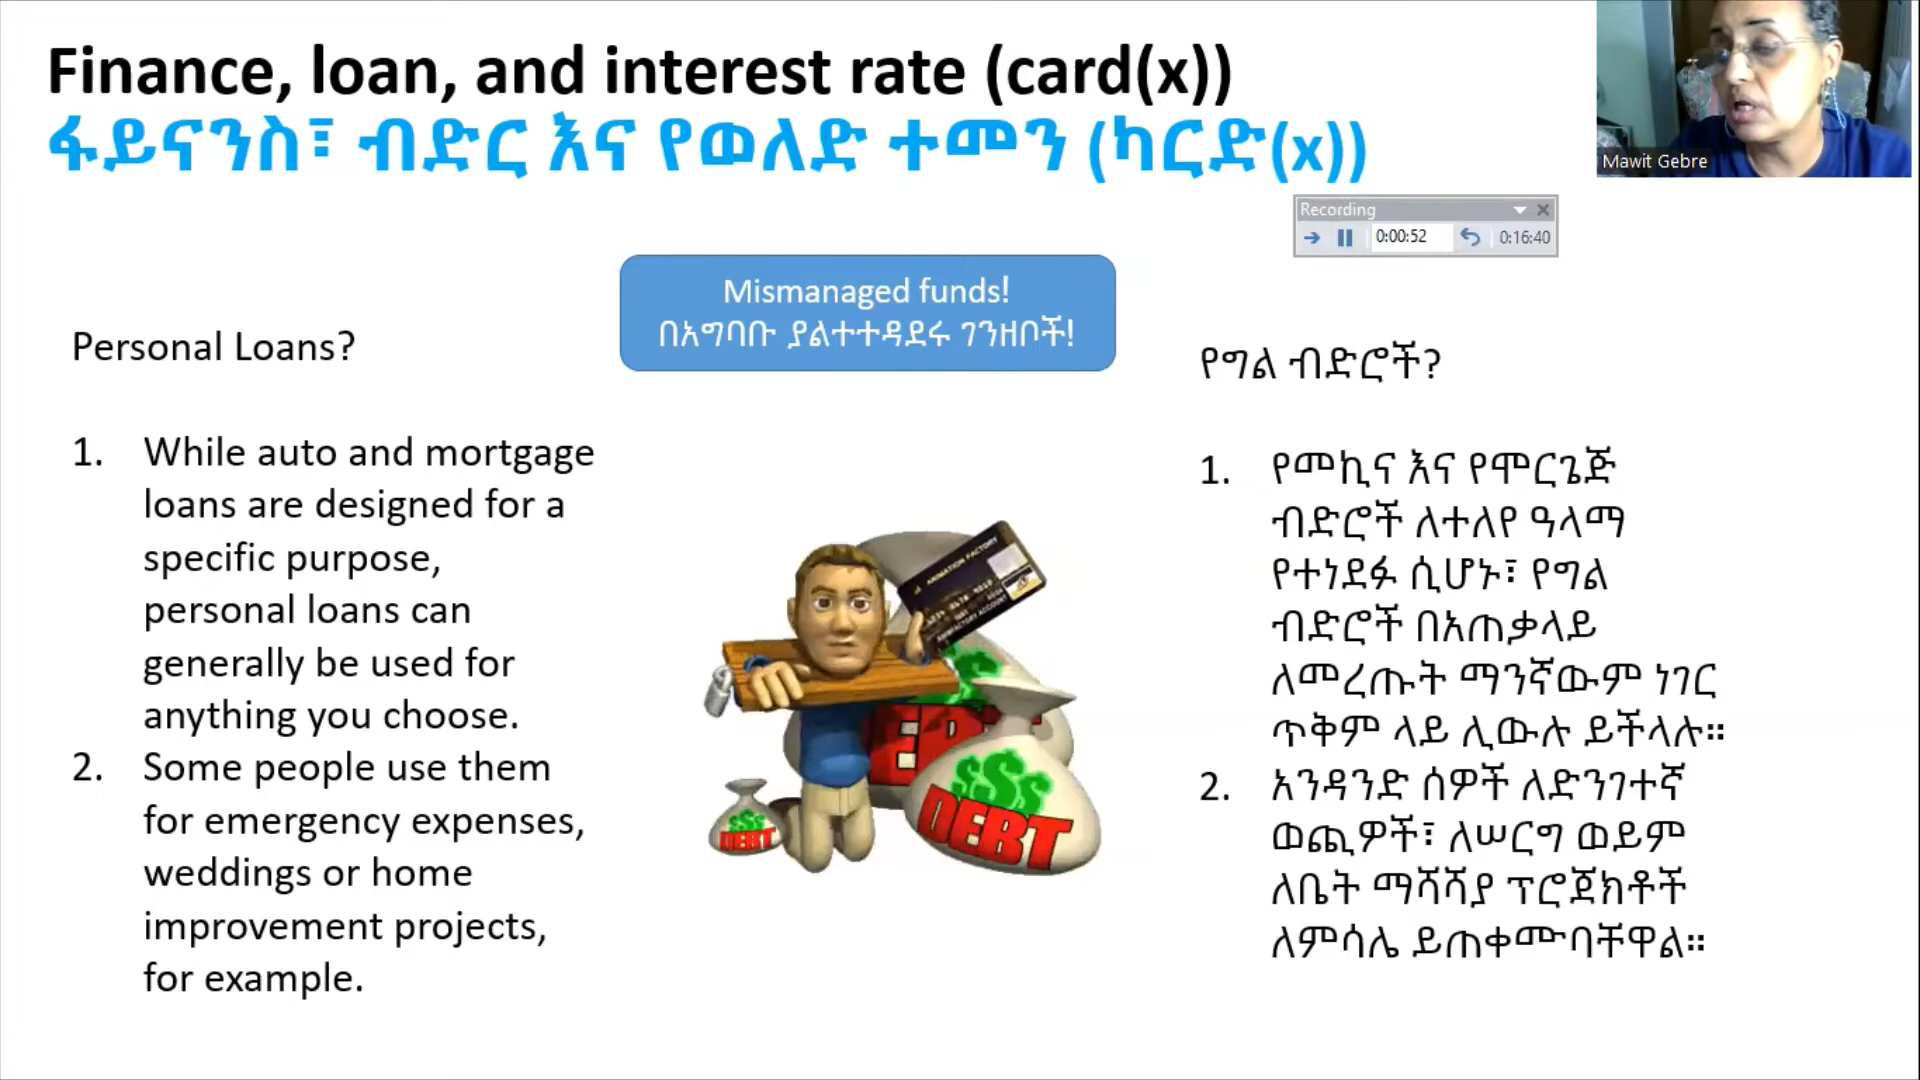 Finance, loan, and interest rate (card(x))
ፋይናንስ፣ ብድር እና የወለድ ተመን (ካርድ(x))
Mawit Gebre
Recording
0:00:52
0:16:40
Mismanaged funds!
በአግባቡ ያልተተዳደሩ ገንዘቦች!
Personal Loans?
1. While auto and mortgage
loans are designed for a
specific purpose,
personal loans can
generally be used for
anything you choose.
2. Some people use them
for emergency expenses,
weddings or home
improvement projects,
for example.
ANIMATION FACTORY
DEBT
DEBT
የግል ብድሮች?
1. የመኪና እና የሞርጌጅ
ብድሮች ለተለየ ዓላማ
የተነደፉ ሲሆኑ፣ የግል
ብድሮች በአጠቃላይ
ለመረጡት ማንኛውም ነገር
ጥቅም ላይ ሊውሉ ይችላሉ።
2. አንዳንድ ሰዎች ለድንገተኛ
ወጪዎች፣ ለሠርግ ወይም
ለቤት ማሻሻያ ፕሮጀክቶች
ለምሳሌ ይጠቀሙባቸዋል።